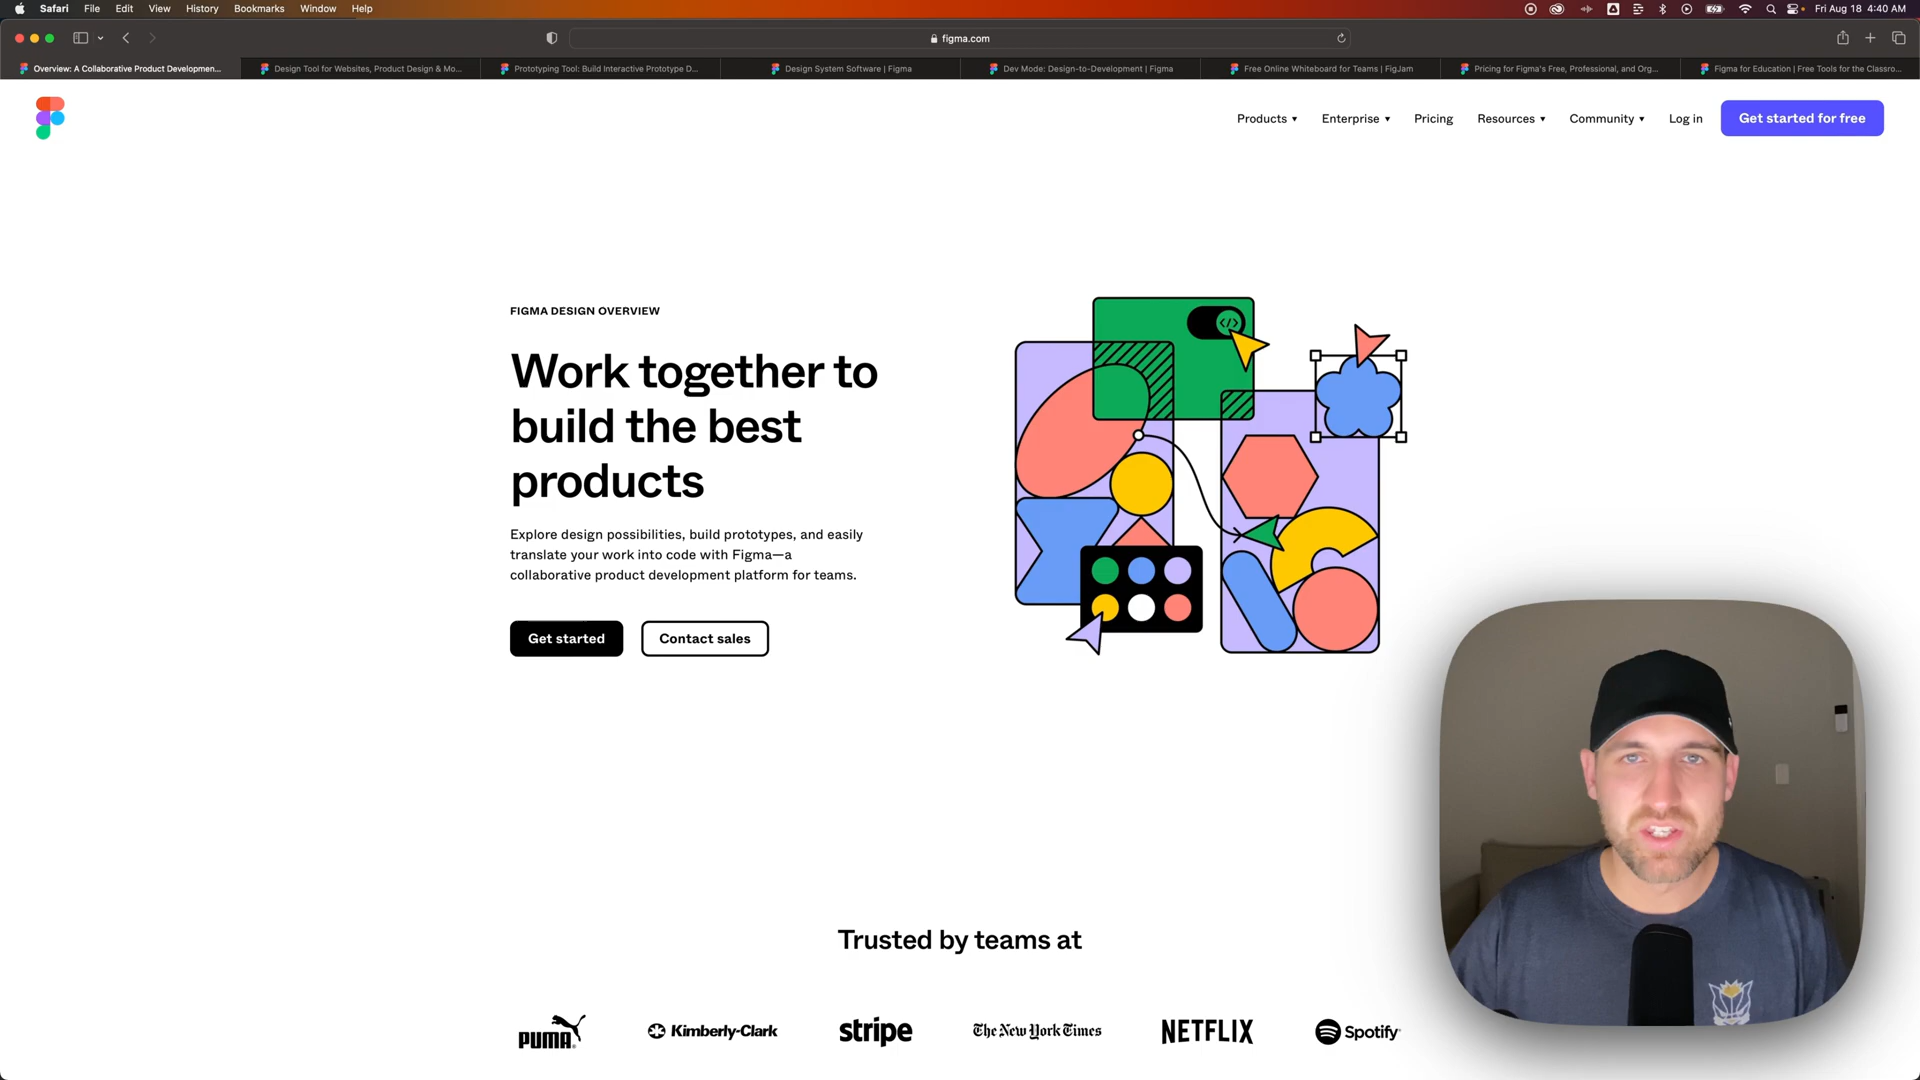 Safari File Edit View History Bookmarks Window Help
Fri Aug 18 4:40 AM
figma.com
Overview: A Collaborative Product Developmen...
Design Tool for Websites, Product Design & Mo...
Prototyping Tool: Build Interactive Prototype D...
Design System Software | Figma
Dev Mode: Design-to-Development | Figma
Free Online Whiteboard for Teams | FigJam
Pricing for Figma's Free, Professional, and Org...
Figma for Education | Free Tools for the Classro...
Products
Enterprise
Pricing
Resources
Community
Log in
Get started for free
FIGMA DESIGN OVERVIEW
Work together to
build the best
products
Explore design possibilities, build prototypes, and easily
translate your work into code with Figma—a
collaborative product development platform for teams.
Get started
Contact sales
</>
Trusted by teams at
PUMA
Kimberly-Clark
stripe
The New York Times
NETFLIX
Spotify